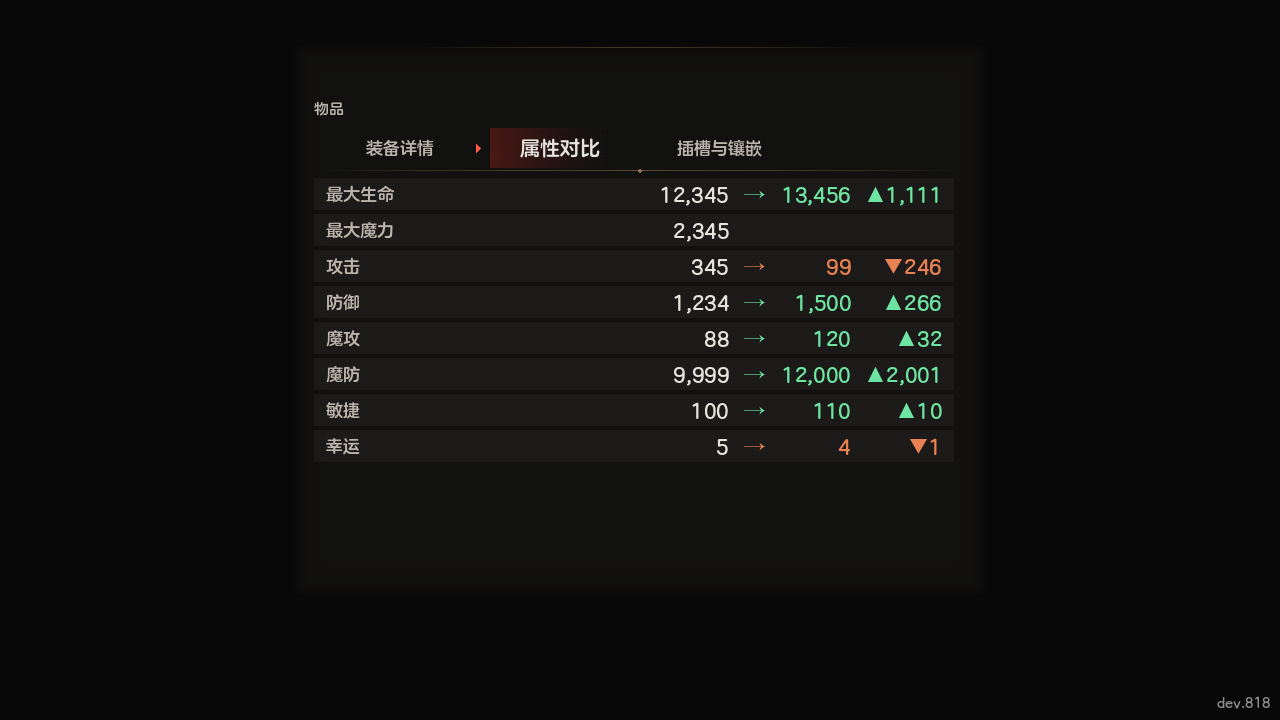 物品
装备详情 属性对比 插槽与镶嵌
最大生命 12,345 → 13,456 ▲1,111
最大魔力 2,345
攻击 345 → 99 ▼246
防御 1,234 → 1,500 ▲266
魔攻 88 → 120 ▲32
魔防 9,999 → 12,000 ▲2,001
敏捷 100 → 110 ▲10
幸运 5 → 4 ▼1
dev.818